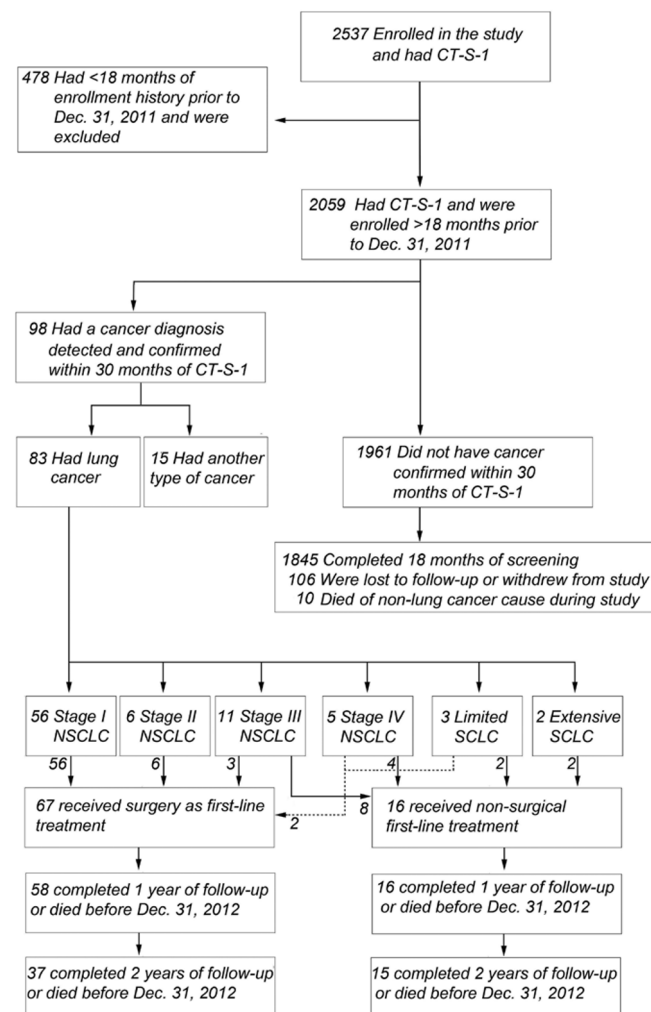 2537 Enrolled in the study
and had CT-S-1
478 Had <18 months of
enrollment history prior to
Dec. 31, 2011 and were
excluded
2059 Had CT-S-1 and were
enrolled >18 months prior
to Dec. 31, 2011
98 Had a cancer diagnosis
detected and confirmed
within 30 months of CT-S-1
83 Had lung
cancer
15 Had another
type of cancer
1961 Did not have cancer
confirmed within 30
months of CT-S-1
1845 Completed 18 months of screening
106 Were lost to follow-up or withdrew from study
10 Died of non-lung cancer cause during study
56 Stage I
NSCLC
6 Stage II
NSCLC
11 Stage III
NSCLC
5 Stage IV
NSCLC
3 Limited
SCLC
2 Extensive
SCLC
56
6
3
4
2
2
8
2
67 received surgery as first-line
treatment
16 received non-surgical
first-line treatment
58 completed 1 year of follow-up
or died before Dec. 31, 2012
16 completed 1 year of follow-up
or died before Dec. 31, 2012
37 completed 2 years of follow-up
or died before Dec. 31, 2012
15 completed 2 years of follow-up
or died before Dec. 31, 2012